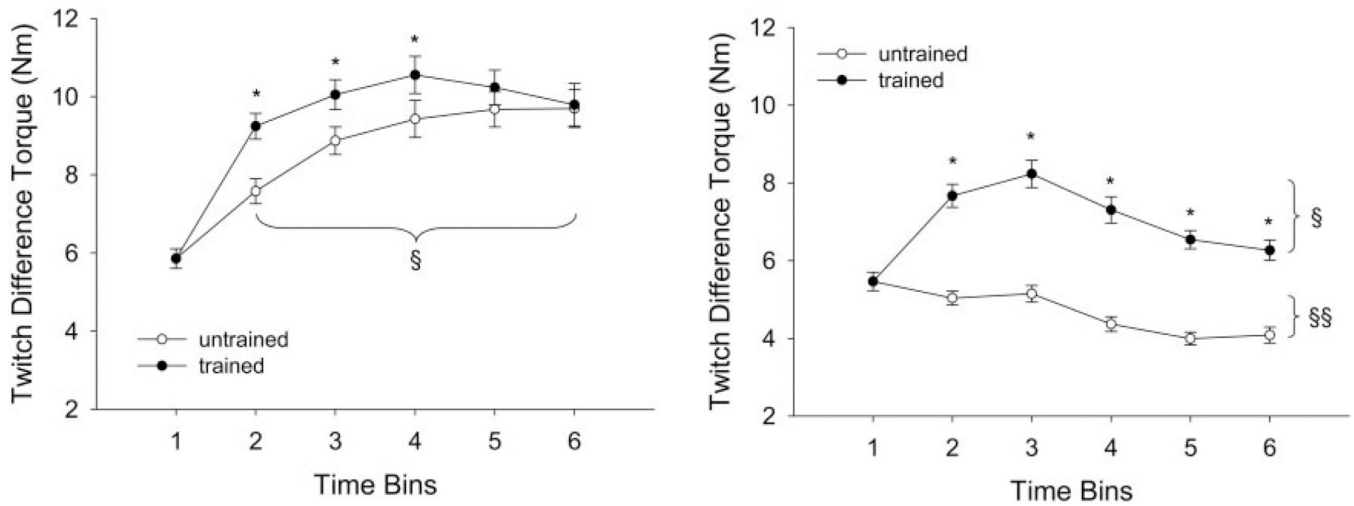 Twitch Difference Torque (Nm)
12
10
8
6
4
2
*
*
*
§
untrained
trained
1 2 3 4 5 6
Time Bins
Twitch Difference Torque (Nm)
12
10
8
6
4
2
untrained
trained
*
*
*
*
*
§
§§
1 2 3 4 5 6
Time Bins